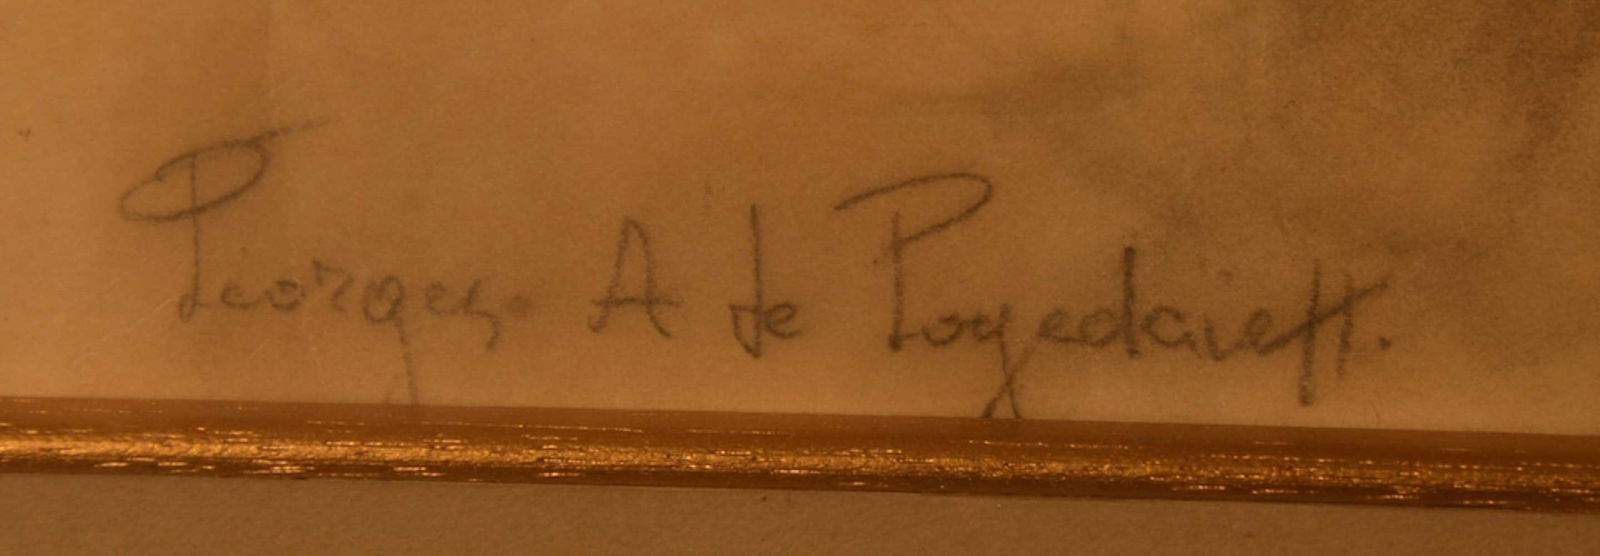 Georges A de Pogedaieff.